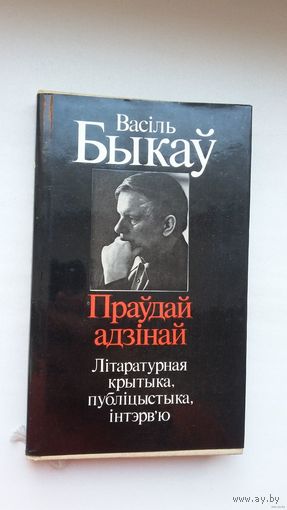 Васіль
Быкаў
Праўдай
адзінай
Літаратурная
крытыка,
публіцыстыка,
інтэрв'ю
www.ay.by